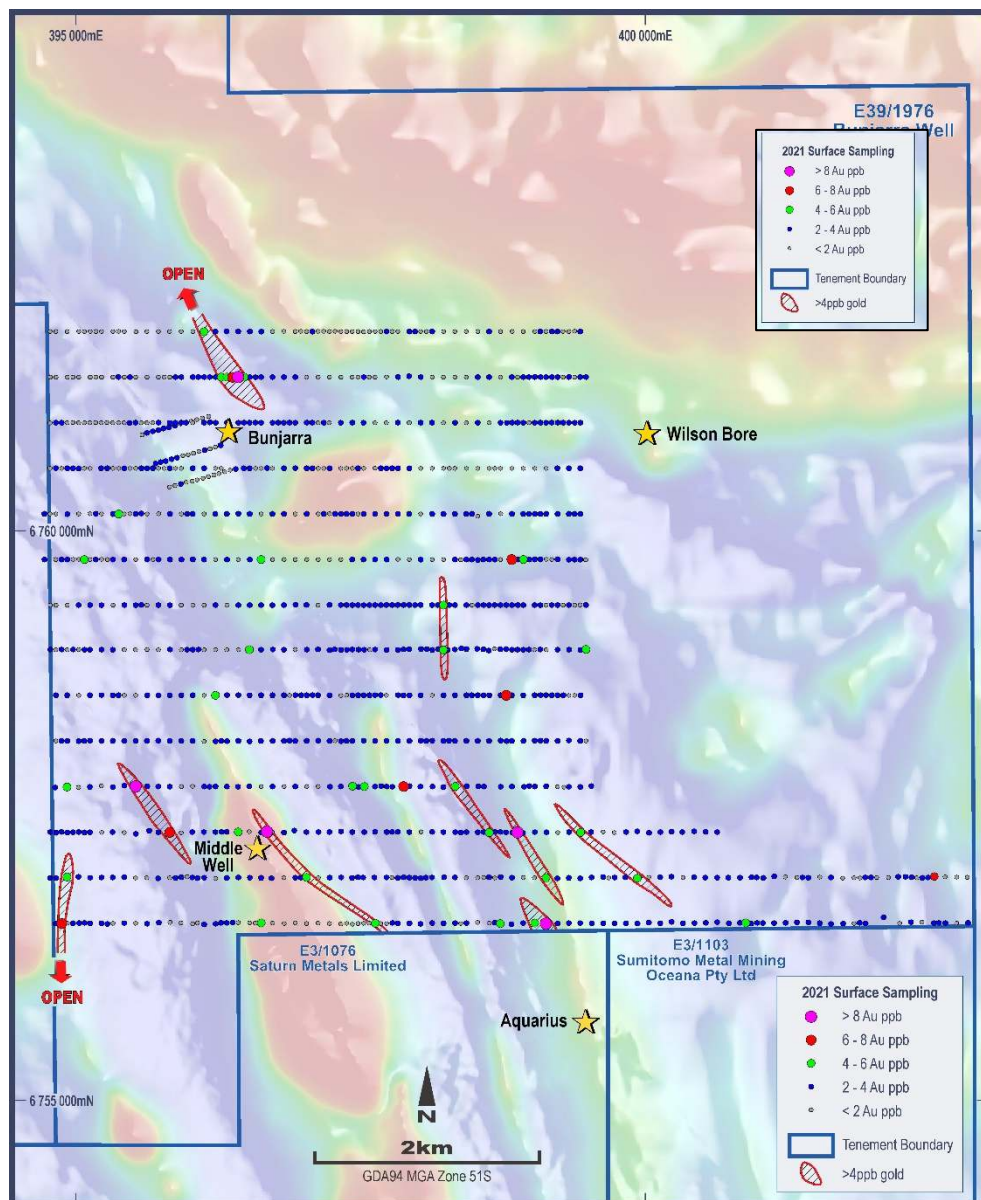 395 000mE
400 000mE
E39/1976
Well
2021 Surface Sampling
> 8 Au ppb
6 - 8 Au ppb
4 - 6 Au ppb
2 - 4 Au ppb
< 2 Au ppb
Tenement Boundary
>4ppb gold
OPEN
Bunjarra
Wilson Bore
6 760 000mN
Middle
Well
E3/1076
Saturn Metals Limited
E3/1103
Sumitomo Metal Mining
Oceana Pty Ltd
OPEN
Aquarius
2021 Surface Sampling
> 8 Au ppb
6 - 8 Au ppb
4 - 6 Au ppb
2 - 4 Au ppb
< 2 Au ppb
Tenement Boundary
>4ppb gold
6 755 000mN
N
2km
GDA94 MGA Zone 51S